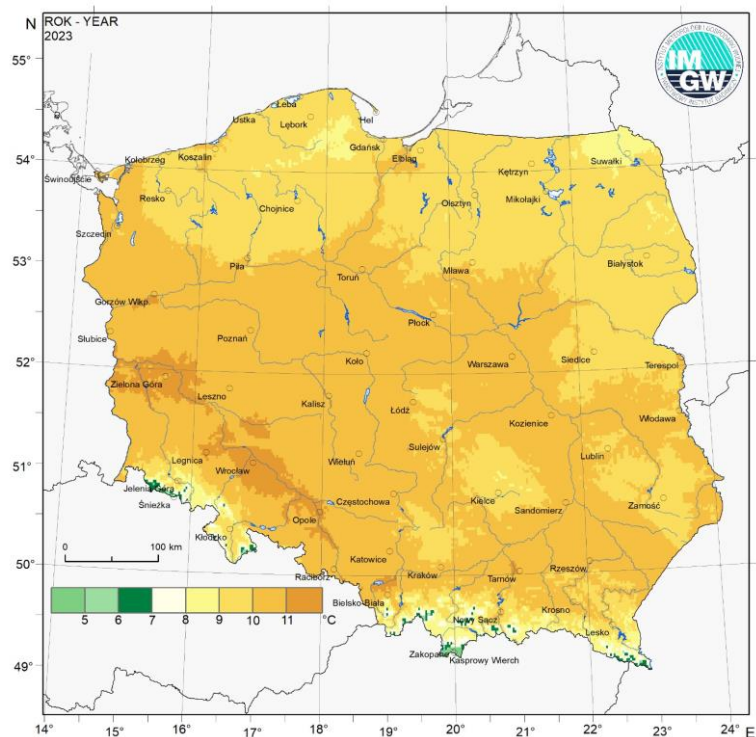 N
ROK - YEAR
2023
IM
GW
55°
54°
53°
52°
51°
50°
49°
Łeba
Ustka
Lębork
Hel
Gdańsk
Elbląg
Kołobrzeg
Koszalin
Świnoujście
Resko
Chojnice
Szczecin
Piła
Toruń
Kętrzyn
Suwałki
Olsztyn
Mikołajki
Mława
Białystok
Gorzów Wlkp
Słubice
Poznań
Koło
Płock
Warszawa
Siedlce
Terespol
Zielona Góra
Leszno
Kalisz
Łódź
Kozienice
Włodawa
Legnica
Wrocław
Wieluń
Sulejów
Lublin
Jelenia Góra
Śnieżka
Częstochowa
Kielce
Sandomierz
Zamość
Kłodzko
Opole
Katowice
Kraków
Tarnów
Rzeszów
Racibórz
Bielsko-Biała
Nowy Sącz
Krosno
Lesko
Zakopane
Kasprowy Wierch
0 100 km
5 6 7 8 9 10 11 °C
14° 15° 16° 17° 18° 19° 20° 21° 22° 23° 24° E